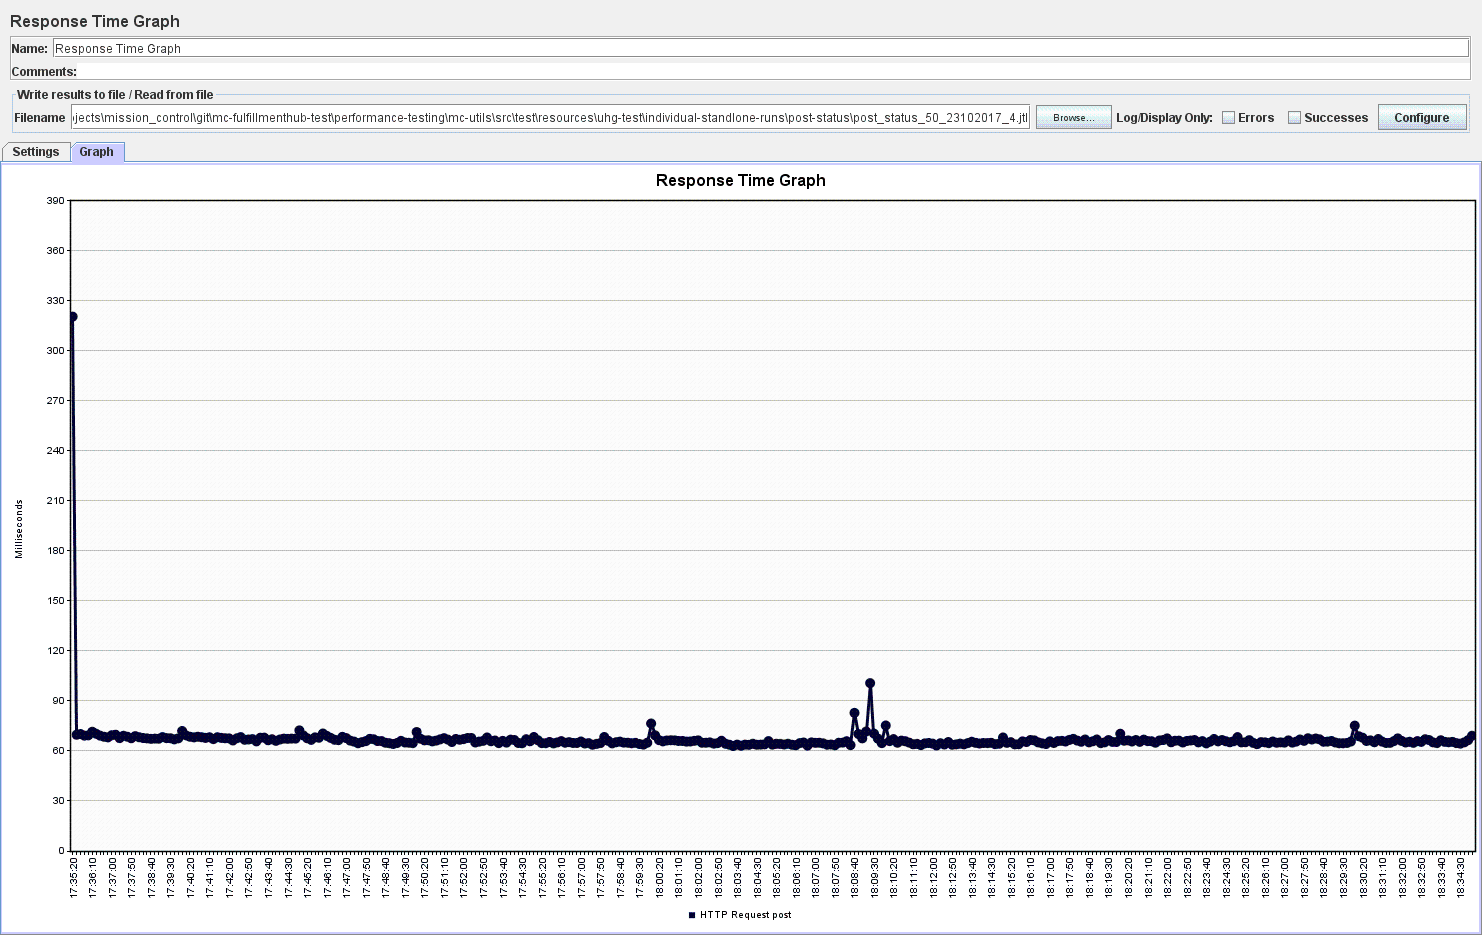 Response Time Graph
Name: Response Time Graph
Comments:
Write results to file / Read from file
Filename jects\mission_control\git\mc-fulfillmenthub-test\performance-testing\mc-utils\src\test\resources\uhg-test\individual-standlone-runs\post-status\post_status_50_23102017_4.jtl Browse... Log/Display Only: Errors Successes Configure
Settings Graph
Response Time Graph
390
360
330
300
270
240
210
180
150
120
90
60
30
0
Milliseconds
17:35:20 17:36:10 17:37:00 17:37:50 17:38:40 17:39:30 17:40:20 17:41:10 17:42:00 17:42:50 17:43:40 17:44:30 17:45:20 17:46:10 17:47:00 17:47:50 17:48:40 17:49:30 17:50:20 17:51:10 17:52:00 17:52:50 17:53:40 17:54:30 17:55:20 17:56:10 17:57:00 17:57:50 17:58:40 17:59:30 18:00:20 18:01:10 18:02:00 18:02:50 18:03:40 18:04:30 18:05:20 18:06:10 18:07:00 18:07:50 18:08:40 18:09:30 18:10:20 18:11:10 18:12:00 18:12:50 18:13:40 18:14:30 18:15:20 18:16:10 18:17:00 18:17:50 18:18:40 18:19:30 18:20:20 18:21:10 18:22:00 18:22:50 18:23:40 18:24:30 18:25:20 18:26:10 18:27:00 18:27:50 18:28:40 18:29:30 18:30:20 18:31:10 18:32:00 18:32:50 18:33:40 18:34:30
HTTP Request post